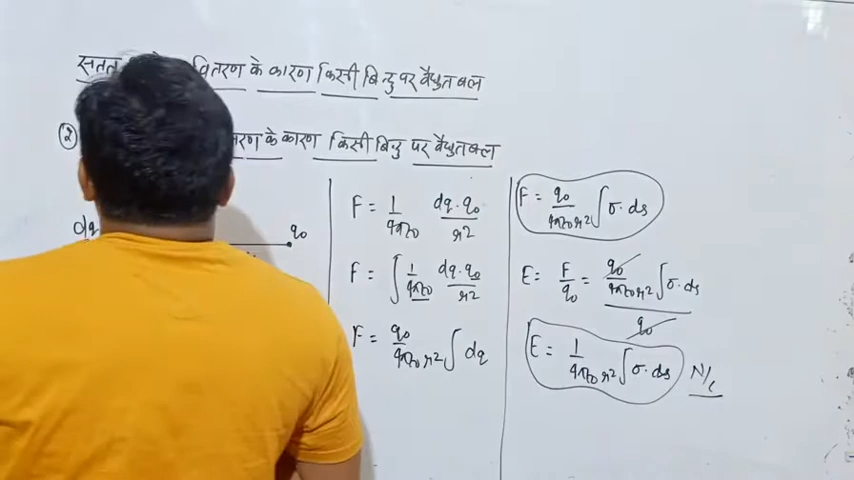 सतत वितरण के कारण किसी बिन्दु पर वैद्युत बल
② के कारण किसी बिन्दु पर वैद्युत बल
dq q₀
F = 1/4πε₀ dq·q₀/r²
F = ∫ 1/4πε₀ dq·q₀/r²
F = q₀/4πε₀r² ∫ dq
F = q₀/4πε₀r² ∫ σ·ds
E = F/q₀ = q₀/4πε₀r² ∫ σ·ds / q₀
E = 1/4πε₀r² ∫ σ·ds N/c